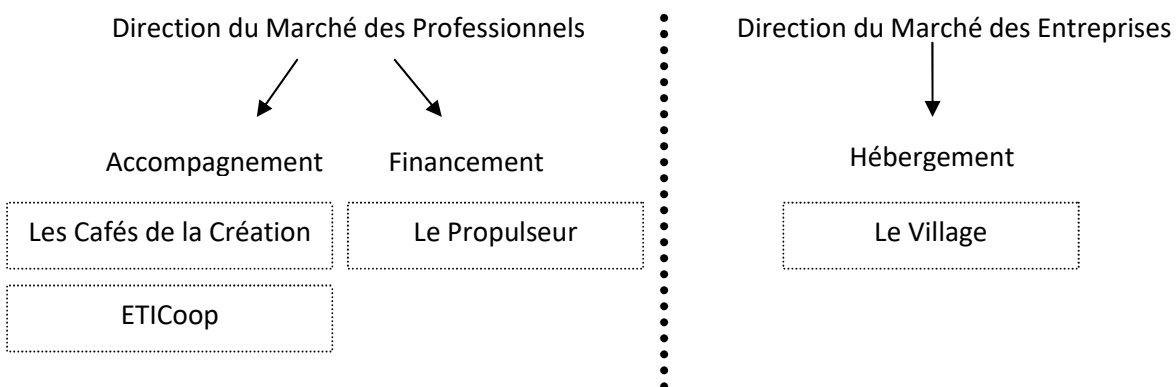 Direction du Marché des Professionnels
Direction du Marché des Entreprises
Accompagnement
Financement
Hébergement
Les Cafés de la Création
Le Propulseur
Le Village
ETICoop